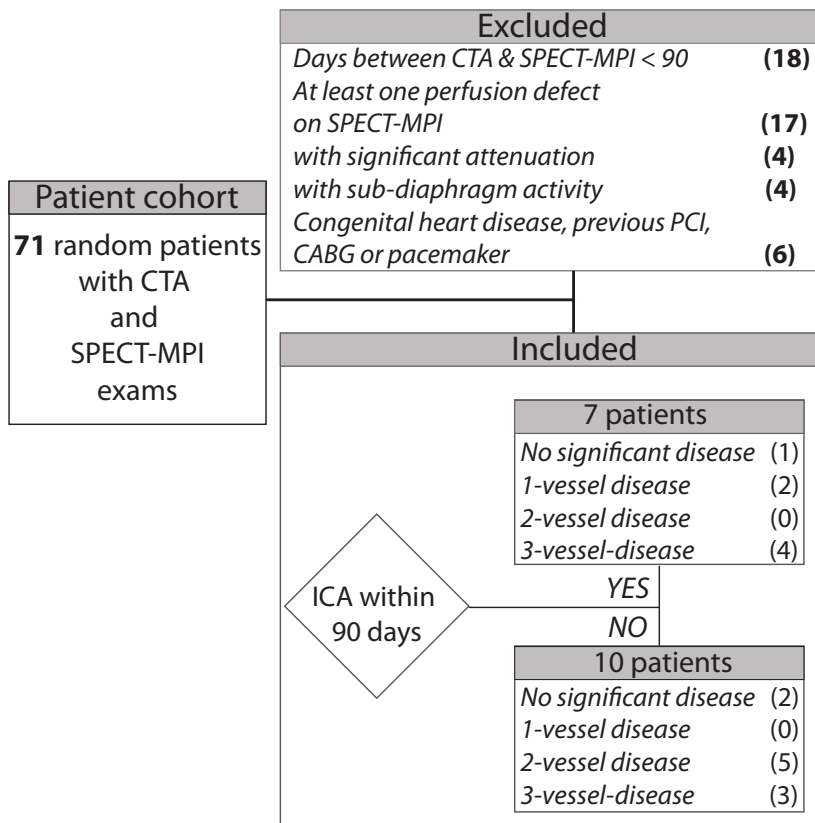 Excluded
Days between CTA & SPECT-MPI < 90 (18)
At least one perfusion defect
on SPECT-MPI (17)
with significant attenuation (4)
with sub-diaphragm activity (4)
Congenital heart disease, previous PCI,
CABG or pacemaker (6)
Patient cohort
71 random patients
with CTA
and
SPECT-MPI
exams
Included
7 patients
No significant disease (1)
1-vessel disease (2)
2-vessel disease (0)
3-vessel-disease (4)
ICA within
90 days
YES
NO
10 patients
No significant disease (2)
1-vessel disease (0)
2-vessel disease (5)
3-vessel-disease (3)